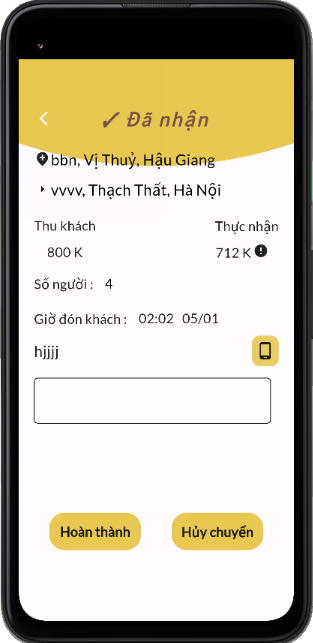 ✓ Đã nhận
bbn, Vị Thuỷ, Hậu Giang
vvvv, Thạch Thất, Hà Nội
Thu khách Thực nhận
800 K 712 K
Số người : 4
Giờ đón khách : 02:02 05/01
hjjjj
Hoàn thành Hủy chuyến